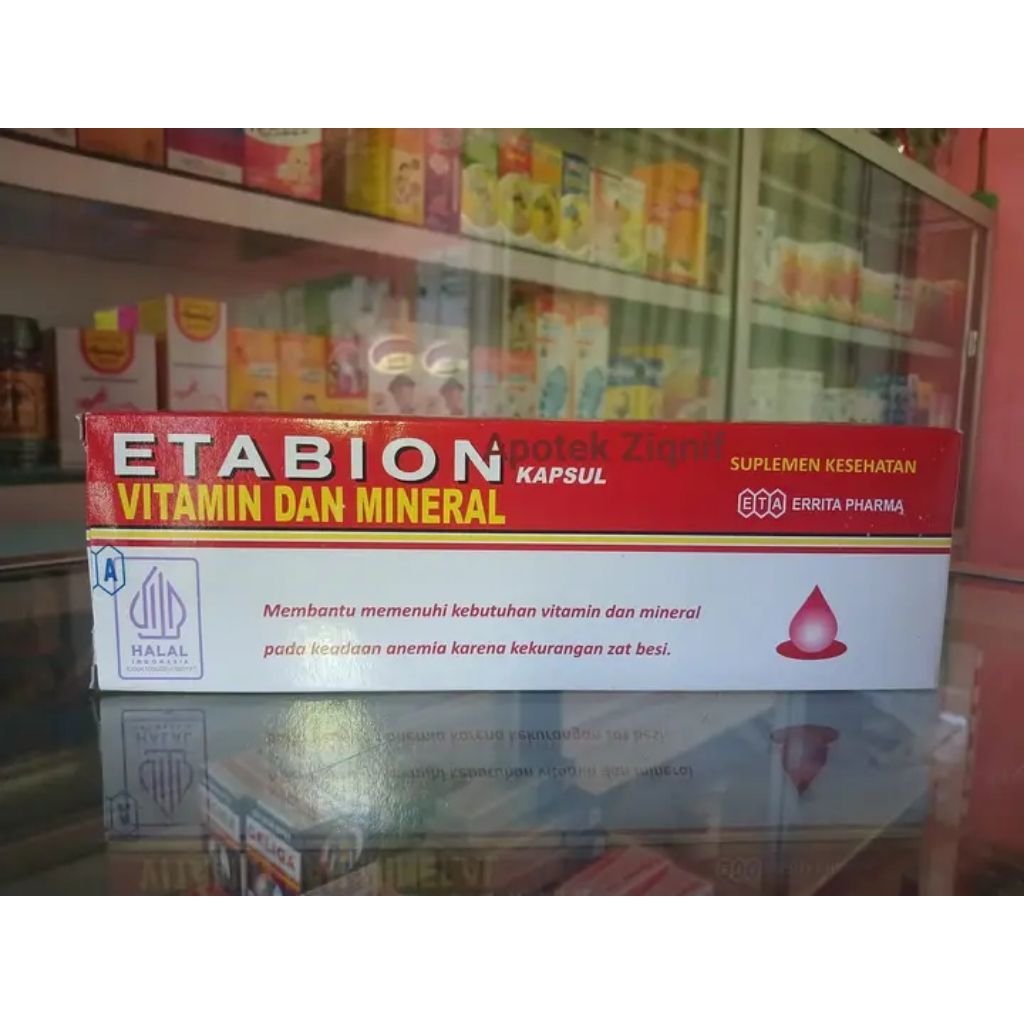 ETABION
KAPSUL
VITAMIN DAN MINERAL
Apotek Ziqnif
SUPLEMEN KESEHATAN
ETA ERRITA PHARMA
A
HALAL
INDONESIA
Membantu memenuhi kebutuhan vitamin dan mineral
pada keadaan anemia karena kekurangan zat besi.